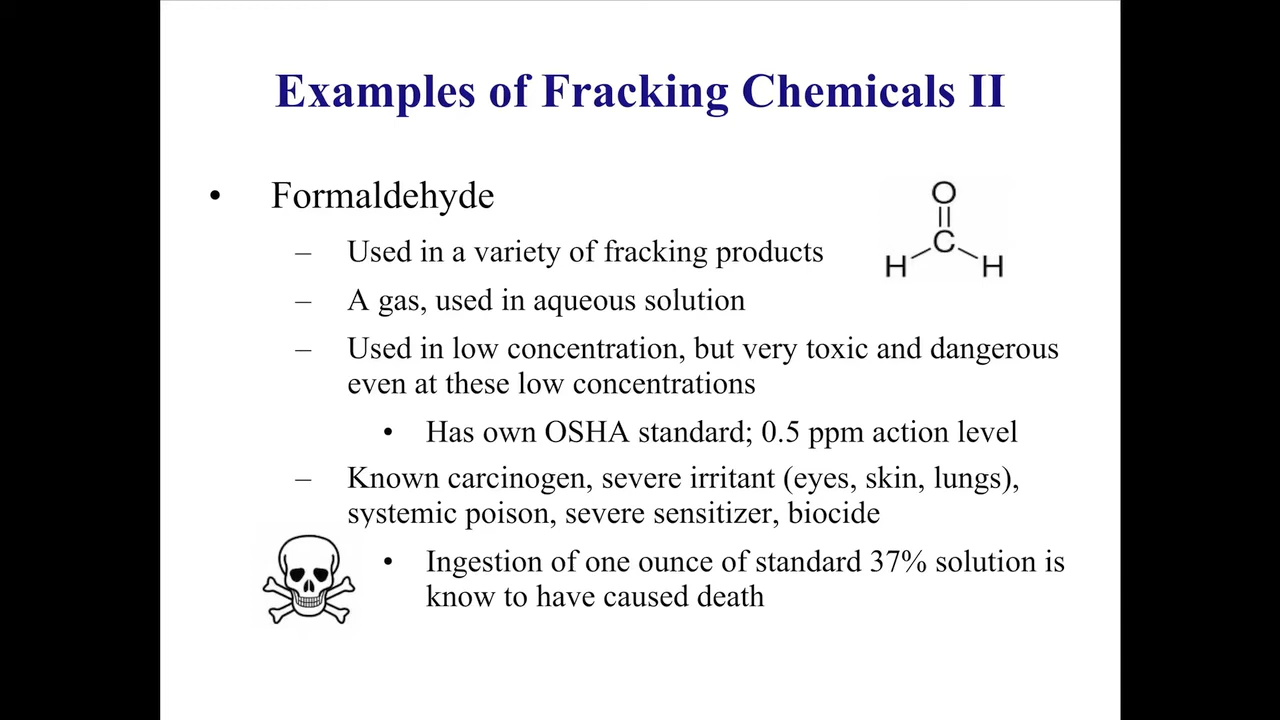 Examples of Fracking Chemicals II
• Formaldehyde
O
C
H H
– Used in a variety of fracking products
– A gas, used in aqueous solution
– Used in low concentration, but very toxic and dangerous
even at these low concentrations
• Has own OSHA standard; 0.5 ppm action level
– Known carcinogen, severe irritant (eyes, skin, lungs),
systemic poison, severe sensitizer, biocide
• Ingestion of one ounce of standard 37% solution is
know to have caused death